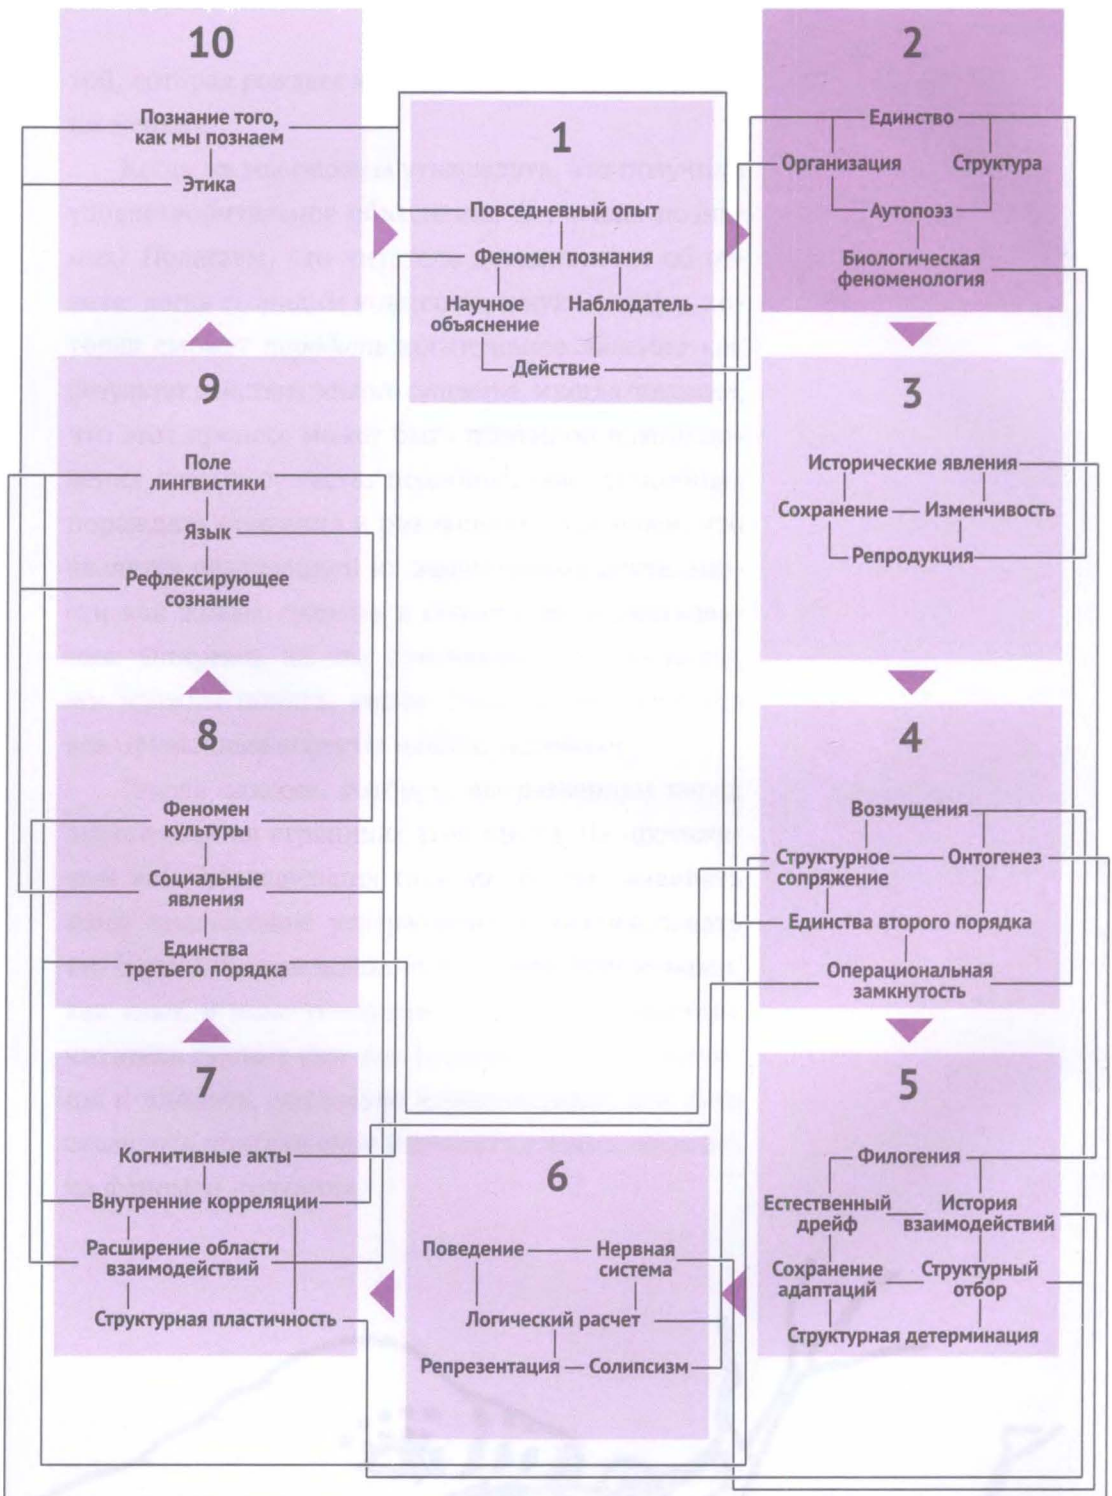 10
Познание того,
как мы познаем
Этика
1
Повседневный опыт
Феномен познания
Научное
объяснение
Наблюдатель
Действие
2
Единство
Организация
Структура
Аутопоэз
Биологическая
феноменология
3
Исторические явления
Сохранение
Изменчивость
Репродукция
4
Возмущения
Структурное
сопряжение
Онтогенез
Единства второго порядка
Операциональная
замкнутость
5
Филогения
Естественный
дрейф
История
взаимодействий
Сохранение
адаптаций
Структурный
отбор
Структурная детерминация
6
Поведение
Нервная
система
Логический расчет
Репрезентация
Солипсизм
7
Когнитивные акты
Внутренние корреляции
Расширение области
взаимодействий
Структурная пластичность
8
Феномен
культуры
Социальные
явления
Единства
третьего порядка
9
Поле
лингвистики
Язык
Рефлексирующее
сознание